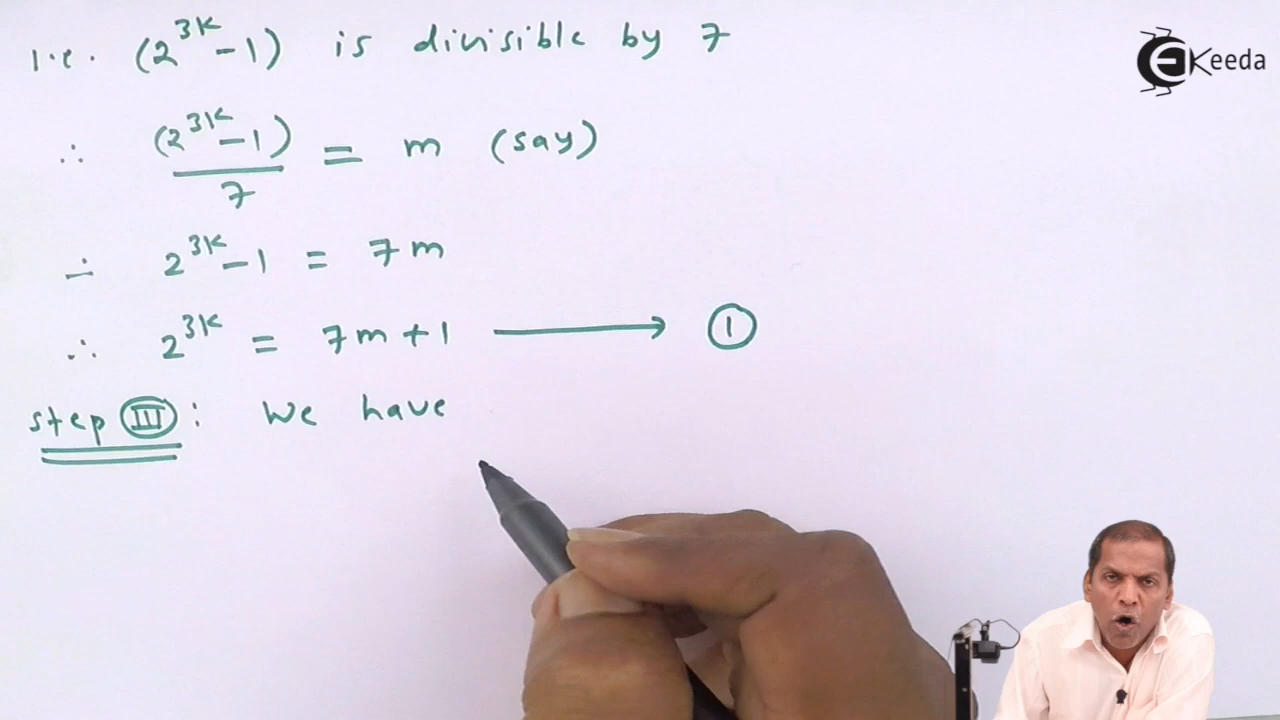 i.e. (2^{3K} - 1) is divisible by 7
∴ (2^{3K} - 1) / 7 = m (say)
∴ 2^{3K} - 1 = 7m
∴ 2^{3K} = 7m + 1 ⟶ ①
step III : We have
EKeeda